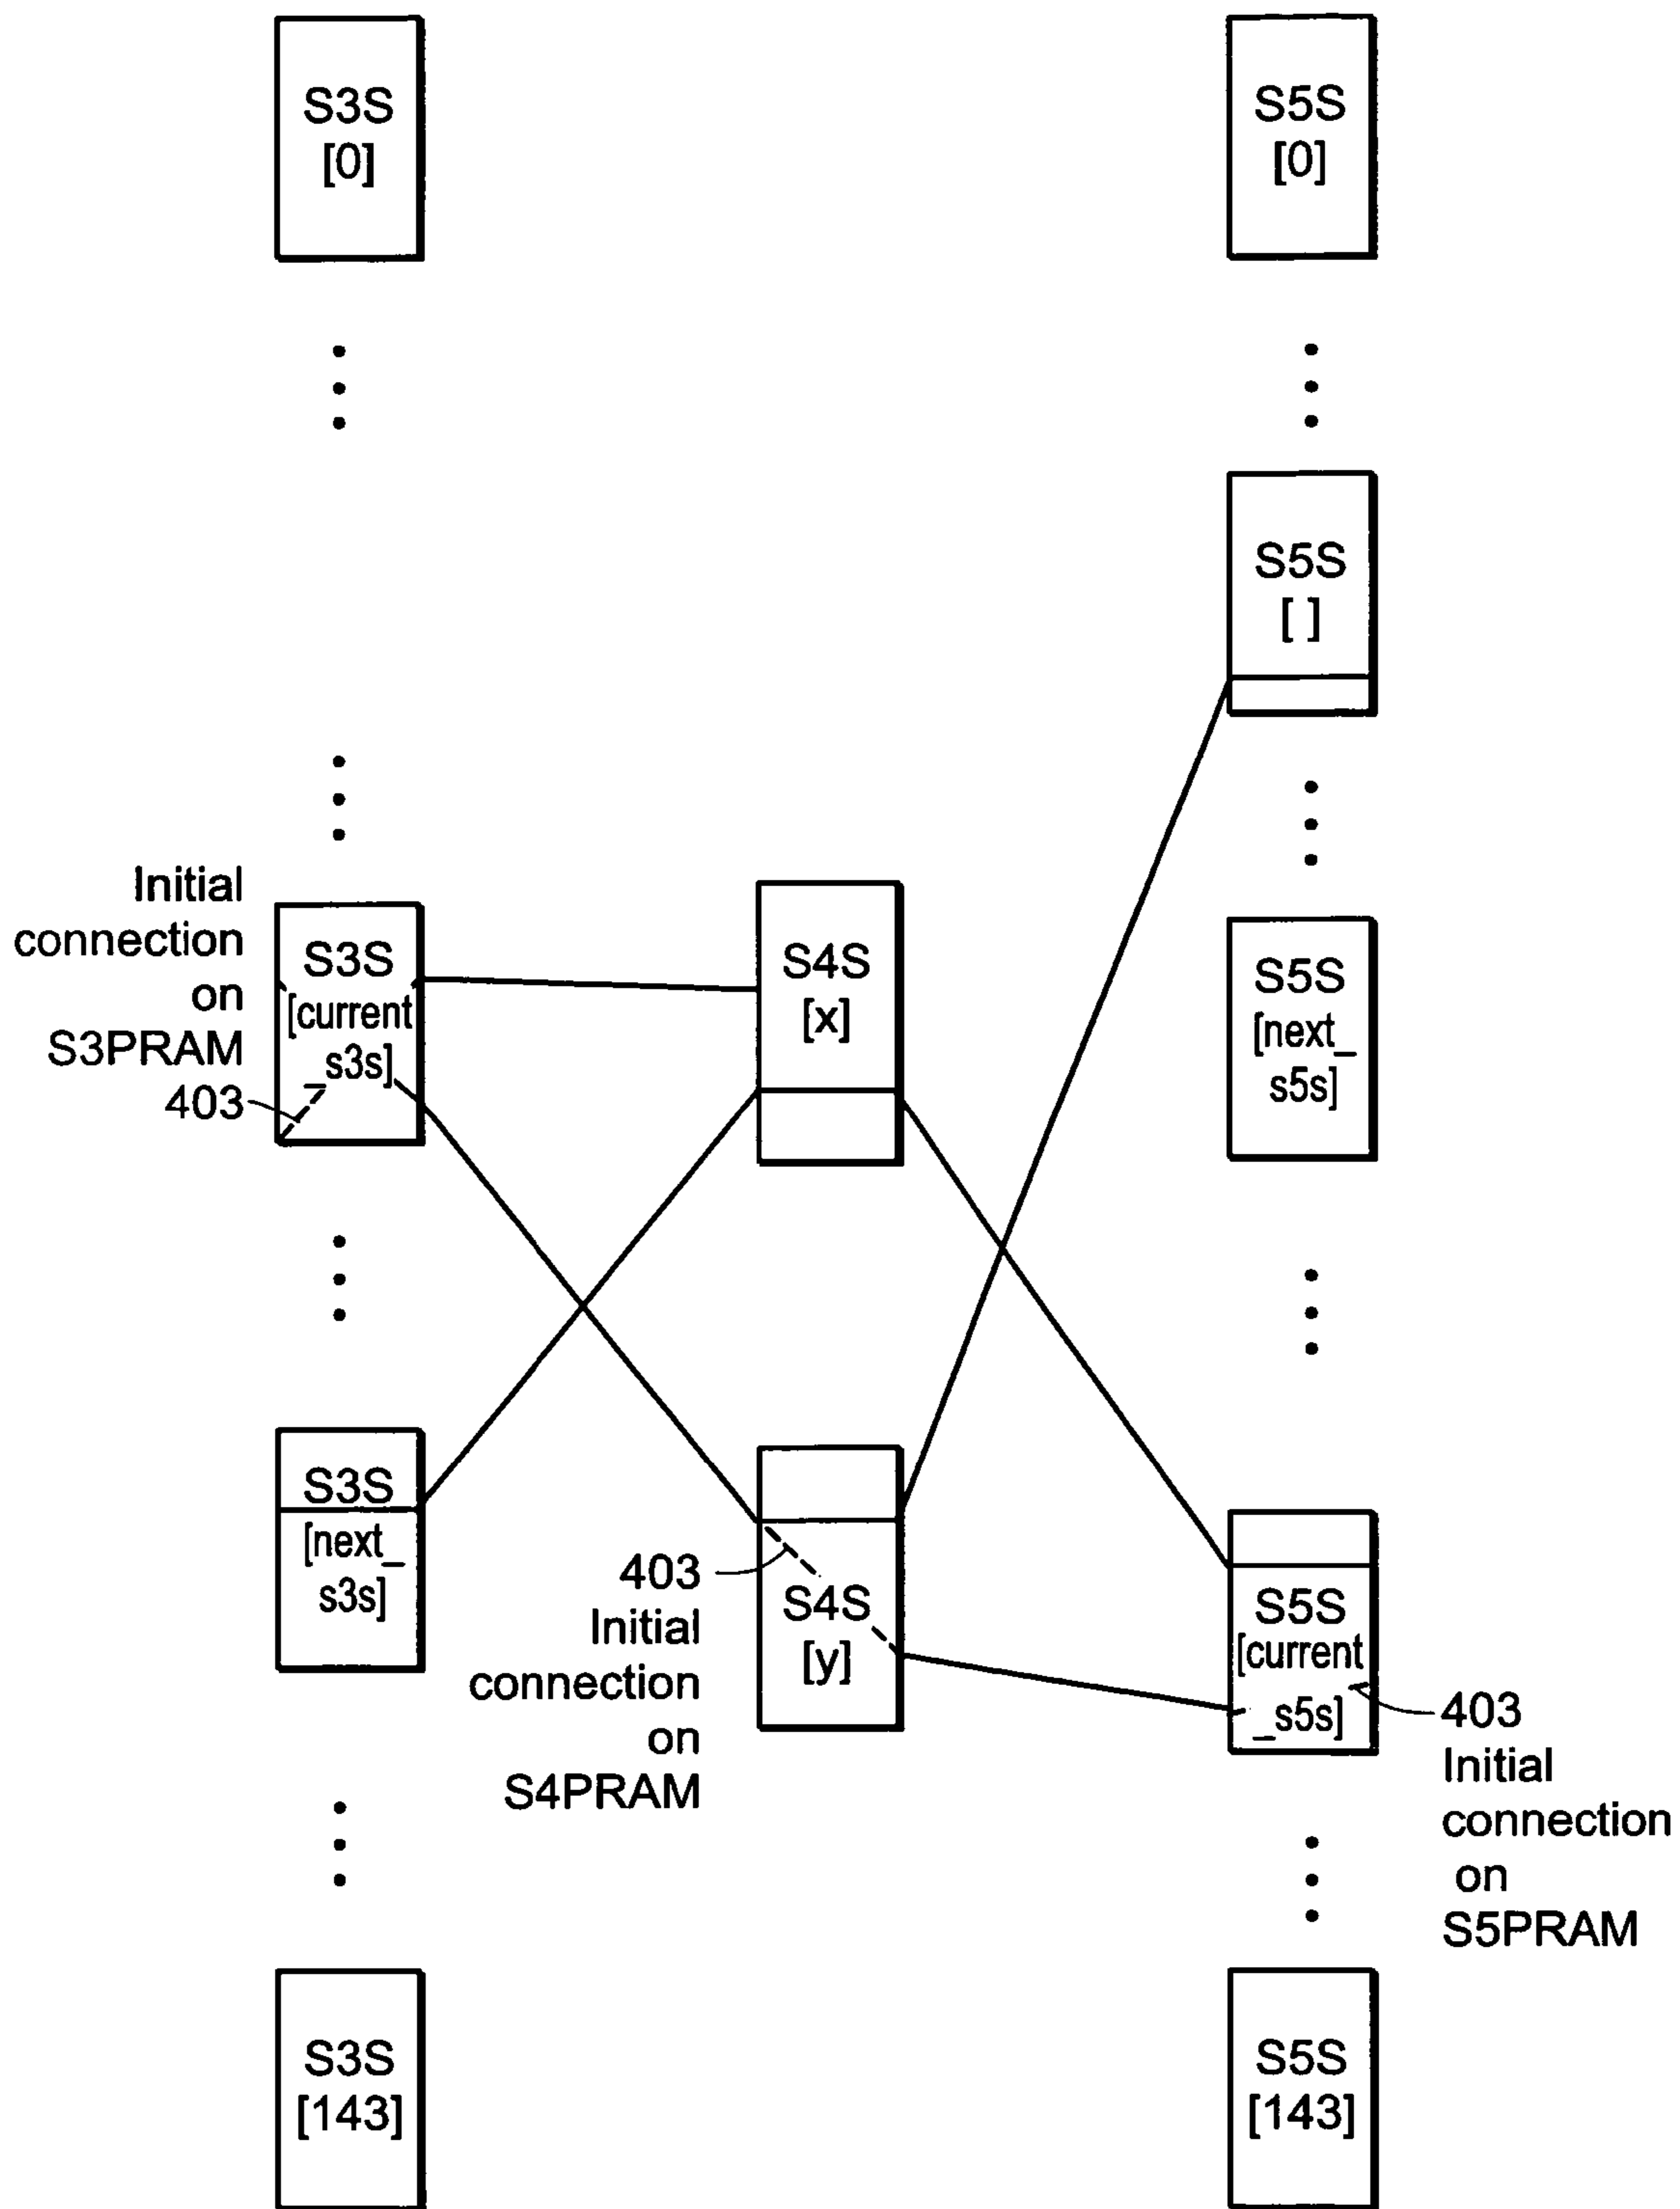 S3S
[0]
S5S
[0]
S5S
[ ]
Initial
connection
on
S3PRAM
403
S3S
[current
_s3s]
S4S
[x]
S5S
[next_
s5s]
S3S
[next_
s3s]
403
Initial
connection
on
S4PRAM
S4S
[y]
S5S
[current
_s5s]
403
Initial
connection
on
S5PRAM
S3S
[143]
S5S
[143]